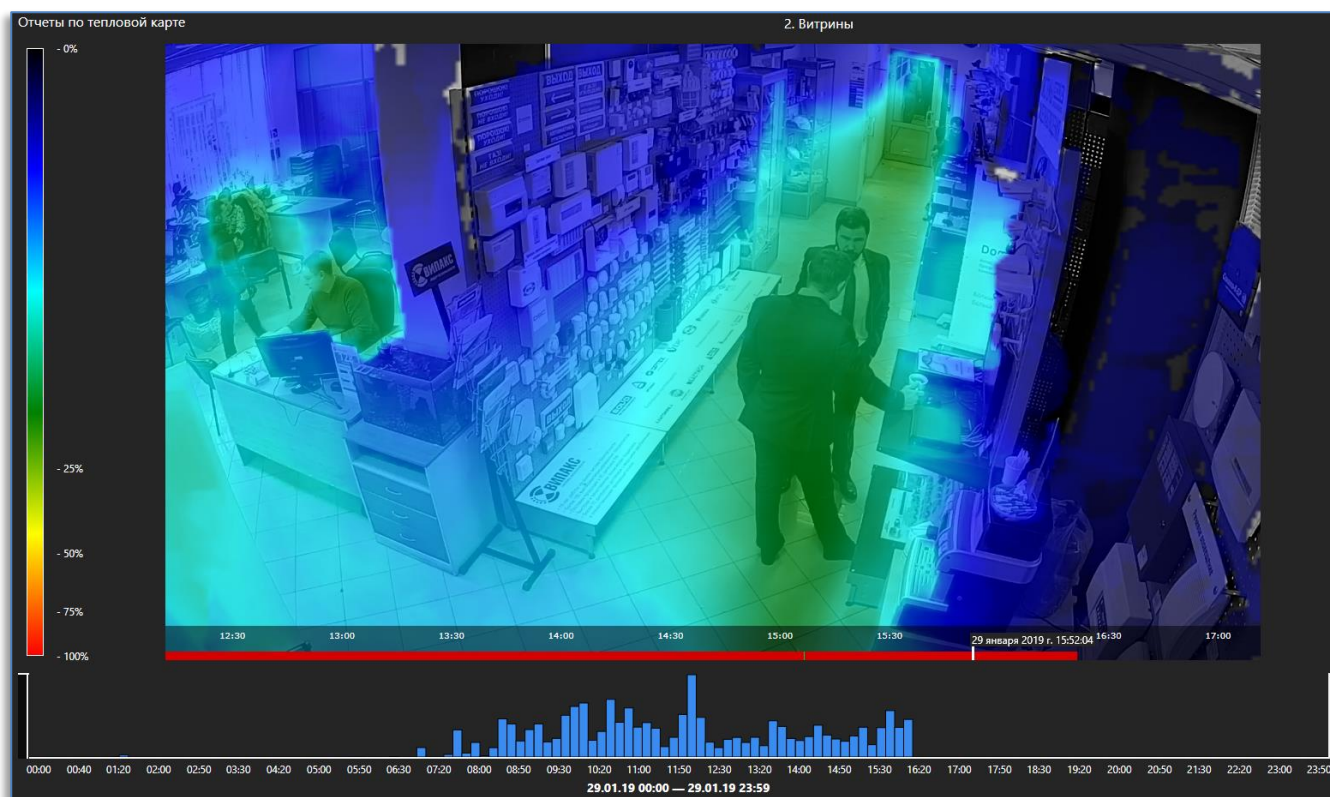 Отчеты по тепловой карте
2. Витрины
- 0%
- 25%
- 50%
- 75%
- 100%
ВЫХОД ВЫХОД
ВИПАКС
ВИПАКС
12:30 13:00 13:30 14:00 14:30 15:00 15:30 16:30 17:00
29 января 2019 г. 15:52:04
00:00 00:40 01:20 02:00 02:50 03:30 04:20 05:00 05:50 06:30 07:20 08:00 08:50 09:30 10:20 11:00 11:50 12:30 13:20 14:00 14:50 15:30 16:20 17:00 17:50 18:30 19:20 20:00 20:50 21:30 22:20 23:00 23:50
29.01.19 00:00 — 29.01.19 23:59